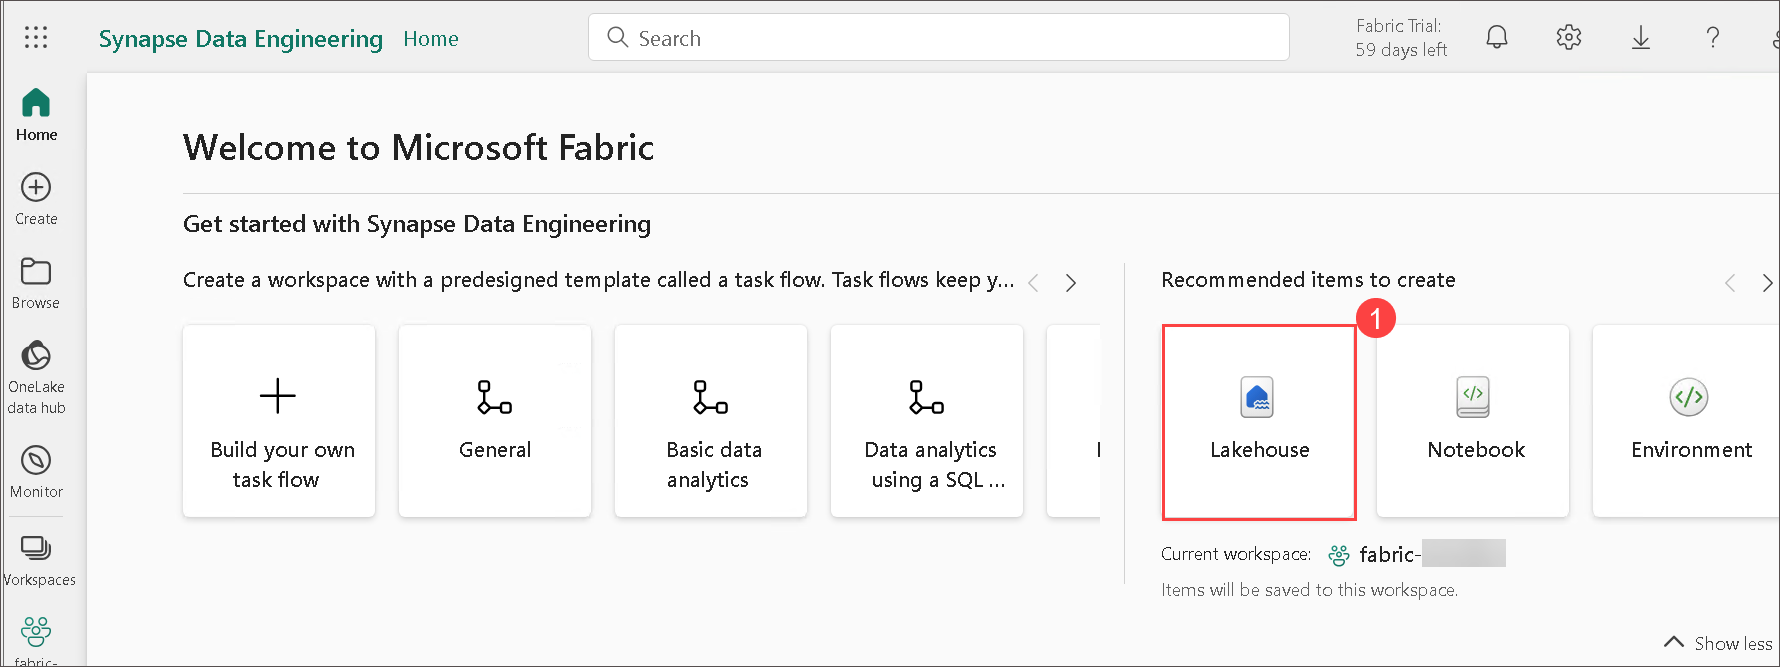 Synapse Data Engineering Home
Search
Fabric Trial:
59 days left
?
Home
Create
Browse
OneLake
data hub
Monitor
Workspaces
fabric-
Welcome to Microsoft Fabric
Get started with Synapse Data Engineering
Create a workspace with a predesigned template called a task flow. Task flows keep y...
Build your own
task flow
General
Basic data
analytics
Data analytics
using a SQL ...
Recommended items to create
1
Lakehouse
Notebook
Environment
Current workspace: fabric-
Items will be saved to this workspace.
Show less